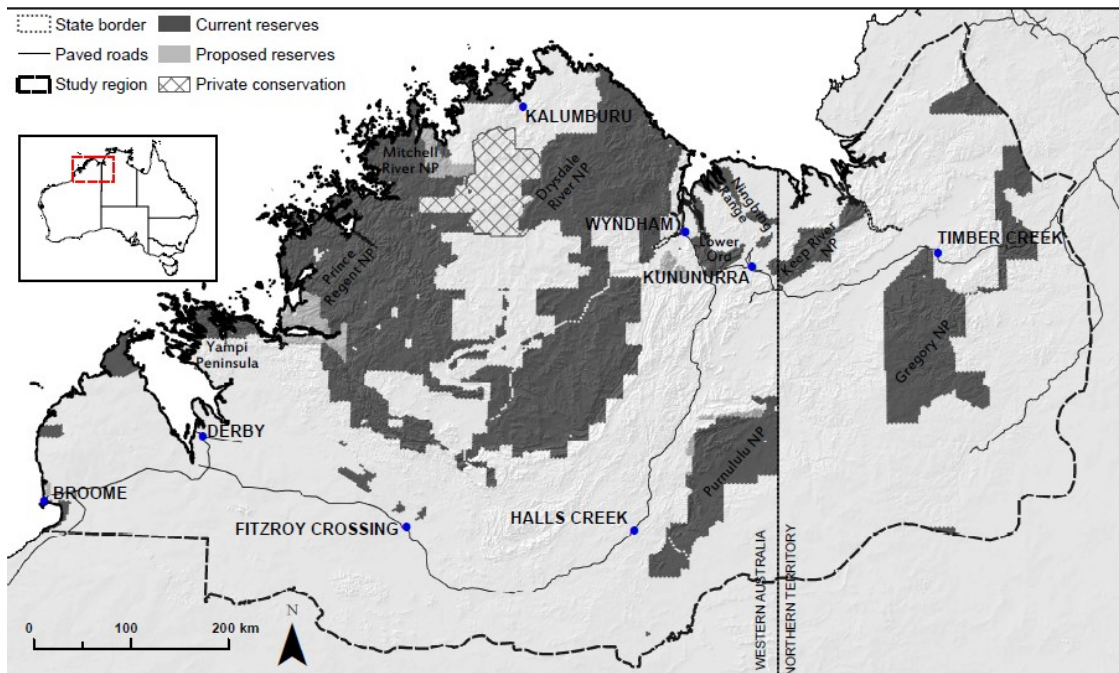 State border
Current reserves
Paved roads
Proposed reserves
Study region
Private conservation
KALUMBURU
Mitchell
River NP
Drysdale
River NP
Ningbing
Range
WYNDHAM
Lower
Ord
Keep River
NP
TIMBER CREEK
KUNUNURRA
Prince
Regent NP
Yampi
Peninsula
Gregory NP
DERBY
Purnululu NP
BROOME
FITZROY CROSSING
HALLS CREEK
WESTERN AUSTRALIA
NORTHERN TERRITORY
N
0 100 200 km